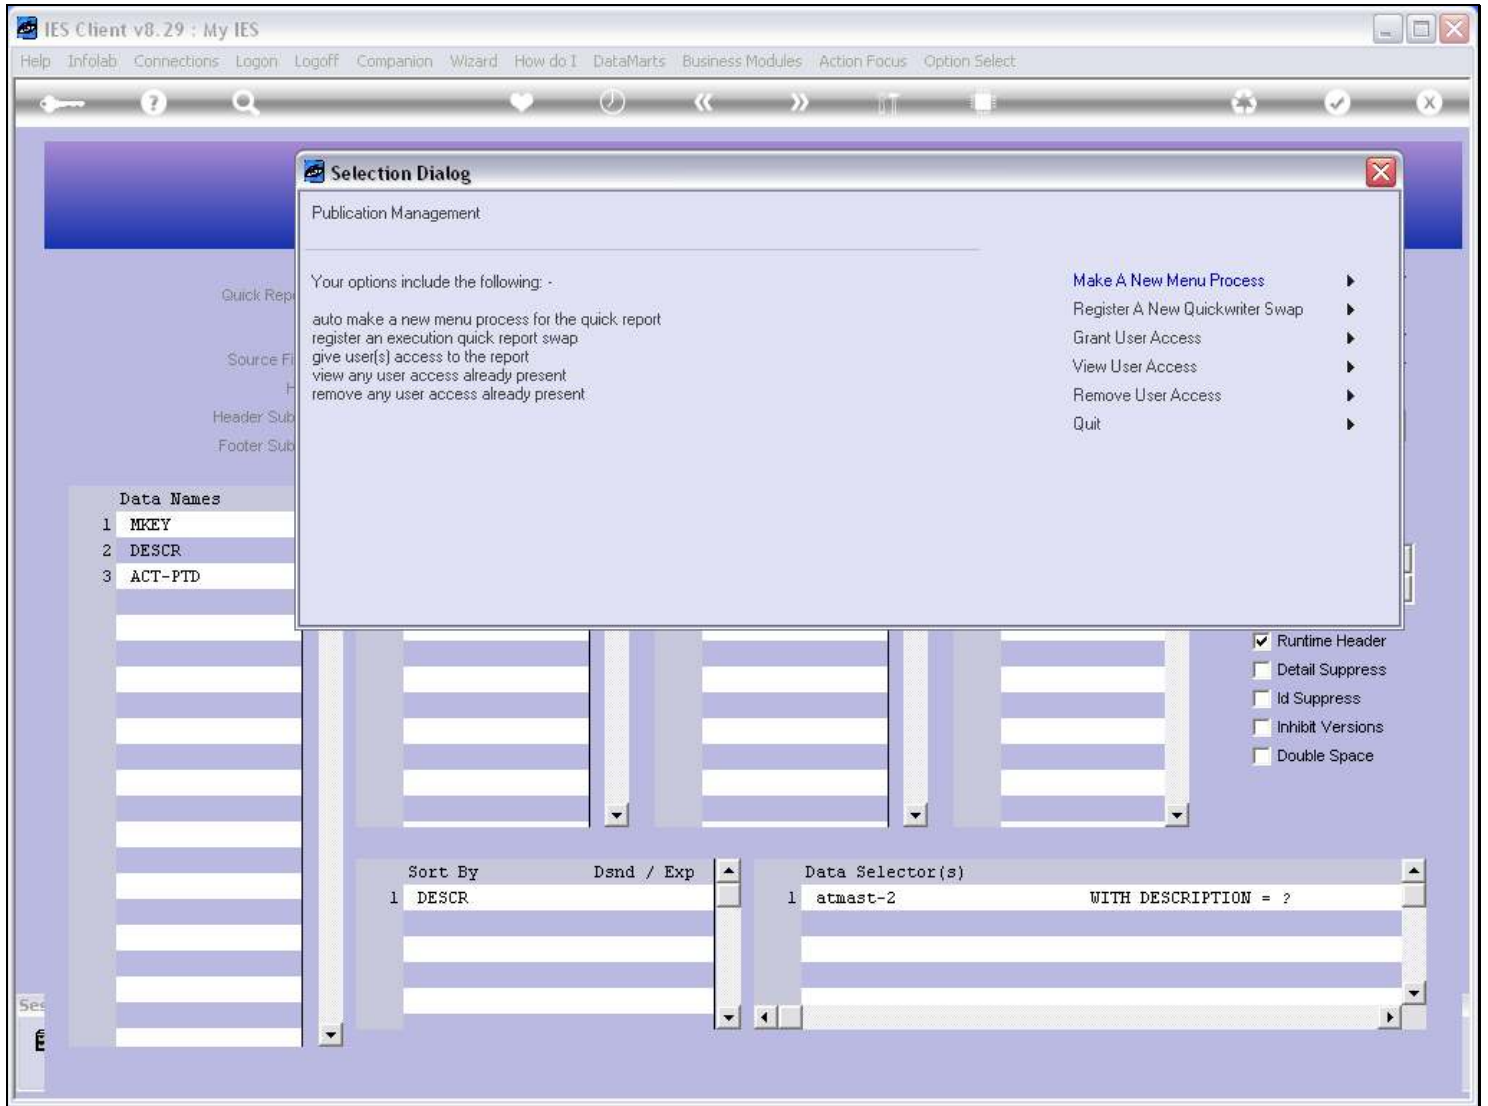 IES Client v8.29 : My IES
Help Infolab Connections Logon Logoff Companion Wizard How do I DataMarts Business Modules Action Focus Option Select
Selection Dialog
Publication Management
Your options include the following: -
auto make a new menu process for the quick report
register an execution quick report swap
give user(s) access to the report
view any user access already present
remove any user access already present
Make A New Menu Process
Register A New Quickwriter Swap
Grant User Access
View User Access
Remove User Access
Quit
Quick
Source
Header
Footer
Data Names
1 MKEY
2 DESCR
3 ACT-PTD
Runtime Header
Detail Suppress
Id Suppress
Inhibit Versions
Double Space
Sort By Dsnd / Exp
1 DESCR
Data Selector(s)
1 atmast-2 WITH DESCRIPTION = ?